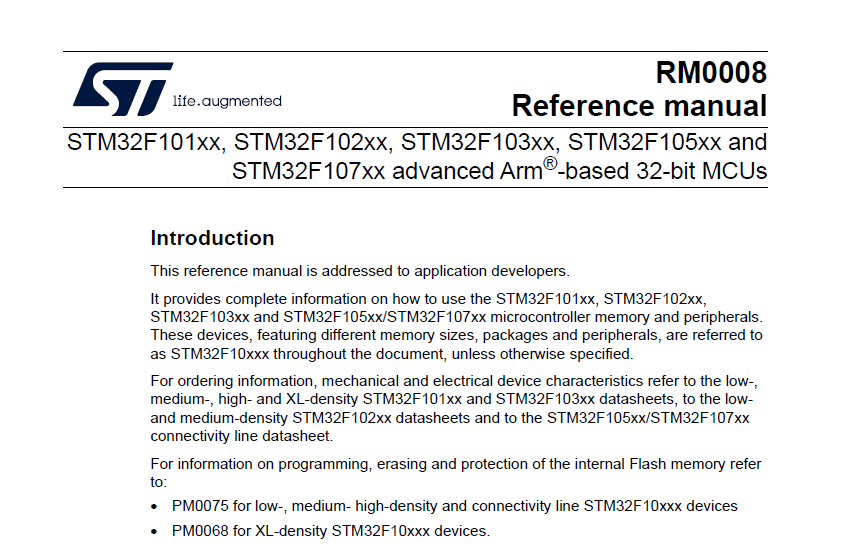 RM0008
life.augmented
Reference manual
STM32F101xx, STM32F102xx, STM32F103xx, STM32F105xx and
STM32F107xx advanced Arm®-based 32-bit MCUs
Introduction
This reference manual is addressed to application developers.
It provides complete information on how to use the STM32F101xx, STM32F102xx,
STM32F103xx and STM32F105xx/STM32F107xx microcontroller memory and peripherals.
These devices, featuring different memory sizes, packages and peripherals, are referred to
as STM32F10xxx throughout the document, unless otherwise specified.
For ordering information, mechanical and electrical device characteristics refer to the low-,
medium-, high- and XL-density STM32F101xx and STM32F103xx datasheets, to the low-
and medium-density STM32F102xx datasheets and to the STM32F105xx/STM32F107xx
connectivity line datasheet.
For information on programming, erasing and protection of the internal Flash memory refer
to:
• PM0075 for low-, medium- high-density and connectivity line STM32F10xxx devices
• PM0068 for XL-density STM32F10xxx devices.